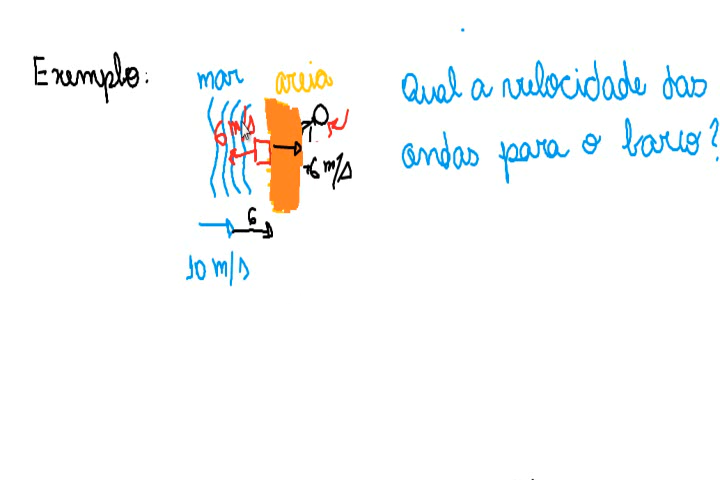 Exemplo:
mar
areia
6 m/s
+6 m/s
6
10 m/s
Qual a velocidade das
ondas para o barco?